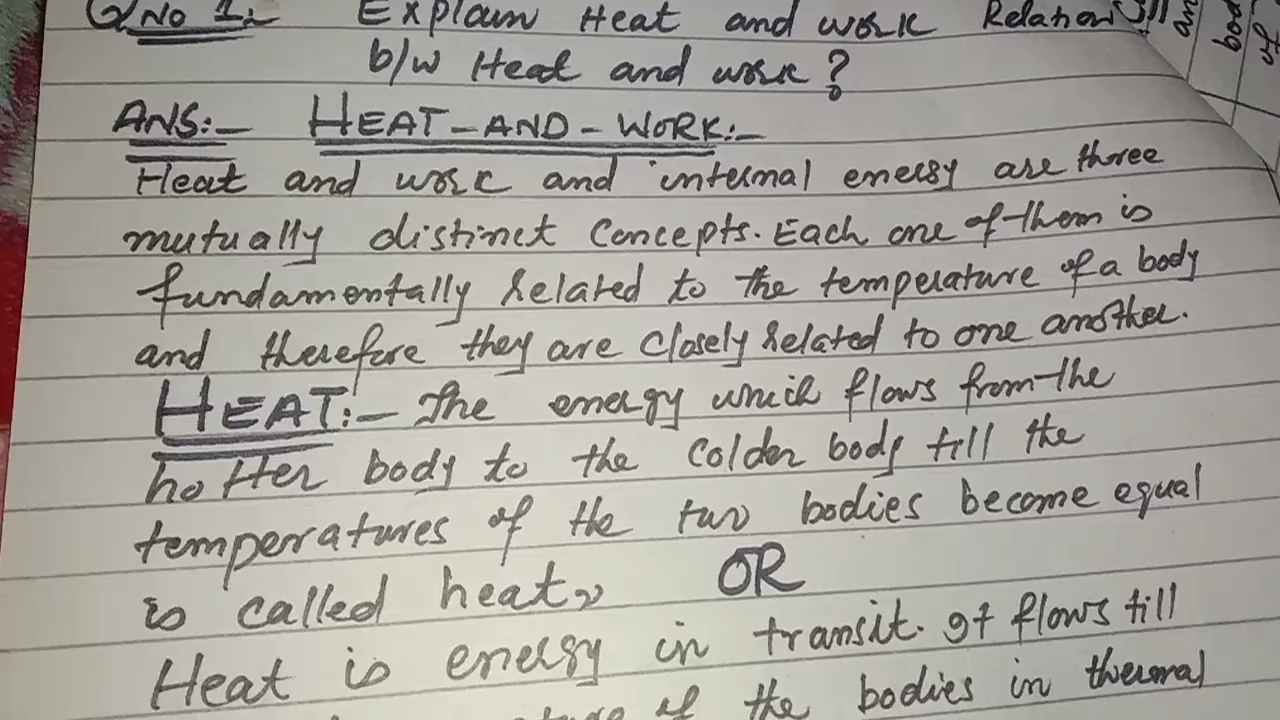 QNo 1:- Explain Heat and work Relation
b/w Heat and work?
ANS:- HEAT-AND-WORK:-
Heat and work and internal energy are three
mutually distinct concepts. Each one of them is
fundamentally related to the temperature of a body
and therefore they are closely related to one another.
HEAT:- The energy which flows from the
hotter body to the colder body till the
temperatures of the two bodies become equal
is called heat OR
Heat is energy in transit. It flows till
of the bodies in thermal
an
bod
of